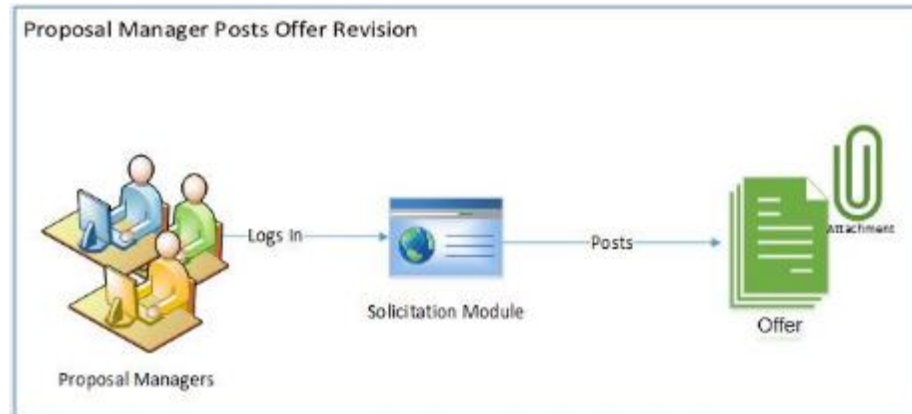 Proposal Manager Posts Offer Revision
Logs In
Posts
Attachment
Solicitation Module
Offer
Proposal Managers